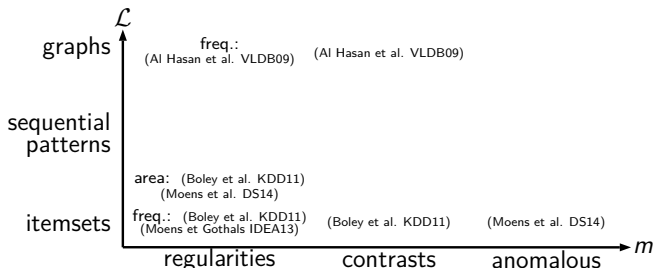 ℒ
graphs
freq.:
(Al Hasan et al. VLDB09)
(Al Hasan et al. VLDB09)
sequential
patterns
area: (Boley et al. KDD11)
(Moens et al. DS14)
itemsets
freq.: (Boley et al. KDD11)
(Moens et Gothals IDEA13)
(Boley et al. KDD11)
(Moens et al. DS14)
m
regularities
contrasts
anomalous